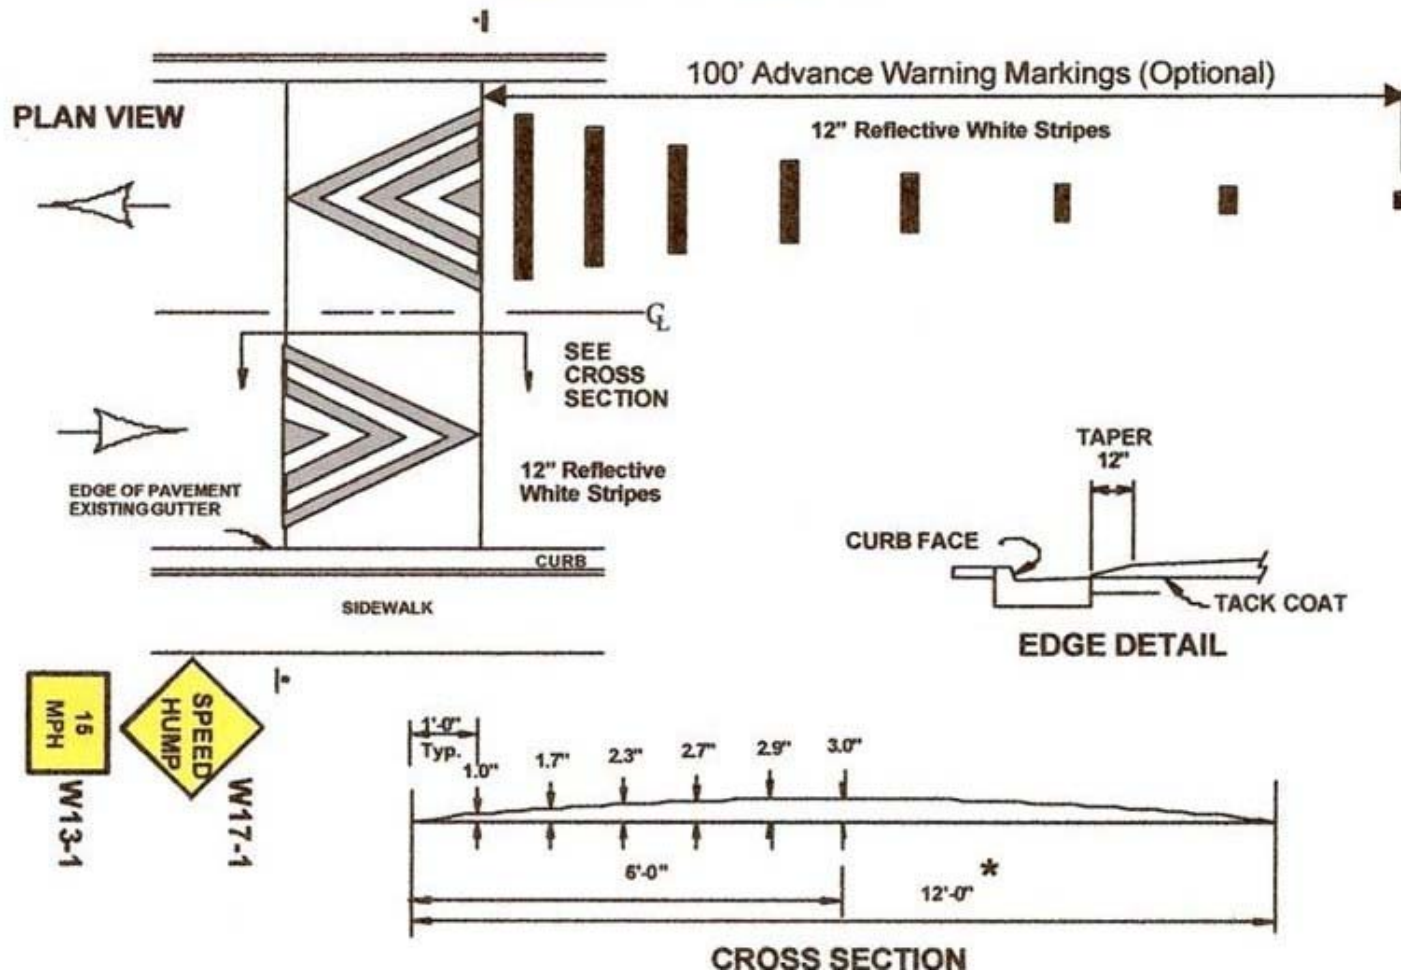 100' Advance Warning Markings (Optional)
PLAN VIEW
12" Reflective White Stripes
CL
SEE
CROSS
SECTION
TAPER
12"
12" Reflective
White Stripes
EDGE OF PAVEMENT
EXISTING GUTTER
CURB FACE
CURB
TACK COAT
SIDEWALK
EDGE DETAIL
15
MPH
W13-1
SPEED
HUMP
W17-1
1'-0"
Typ.
1.0"
1.7"
2.3"
2.7"
2.9"
3.0"
6'-0"
12'-0" *
CROSS SECTION